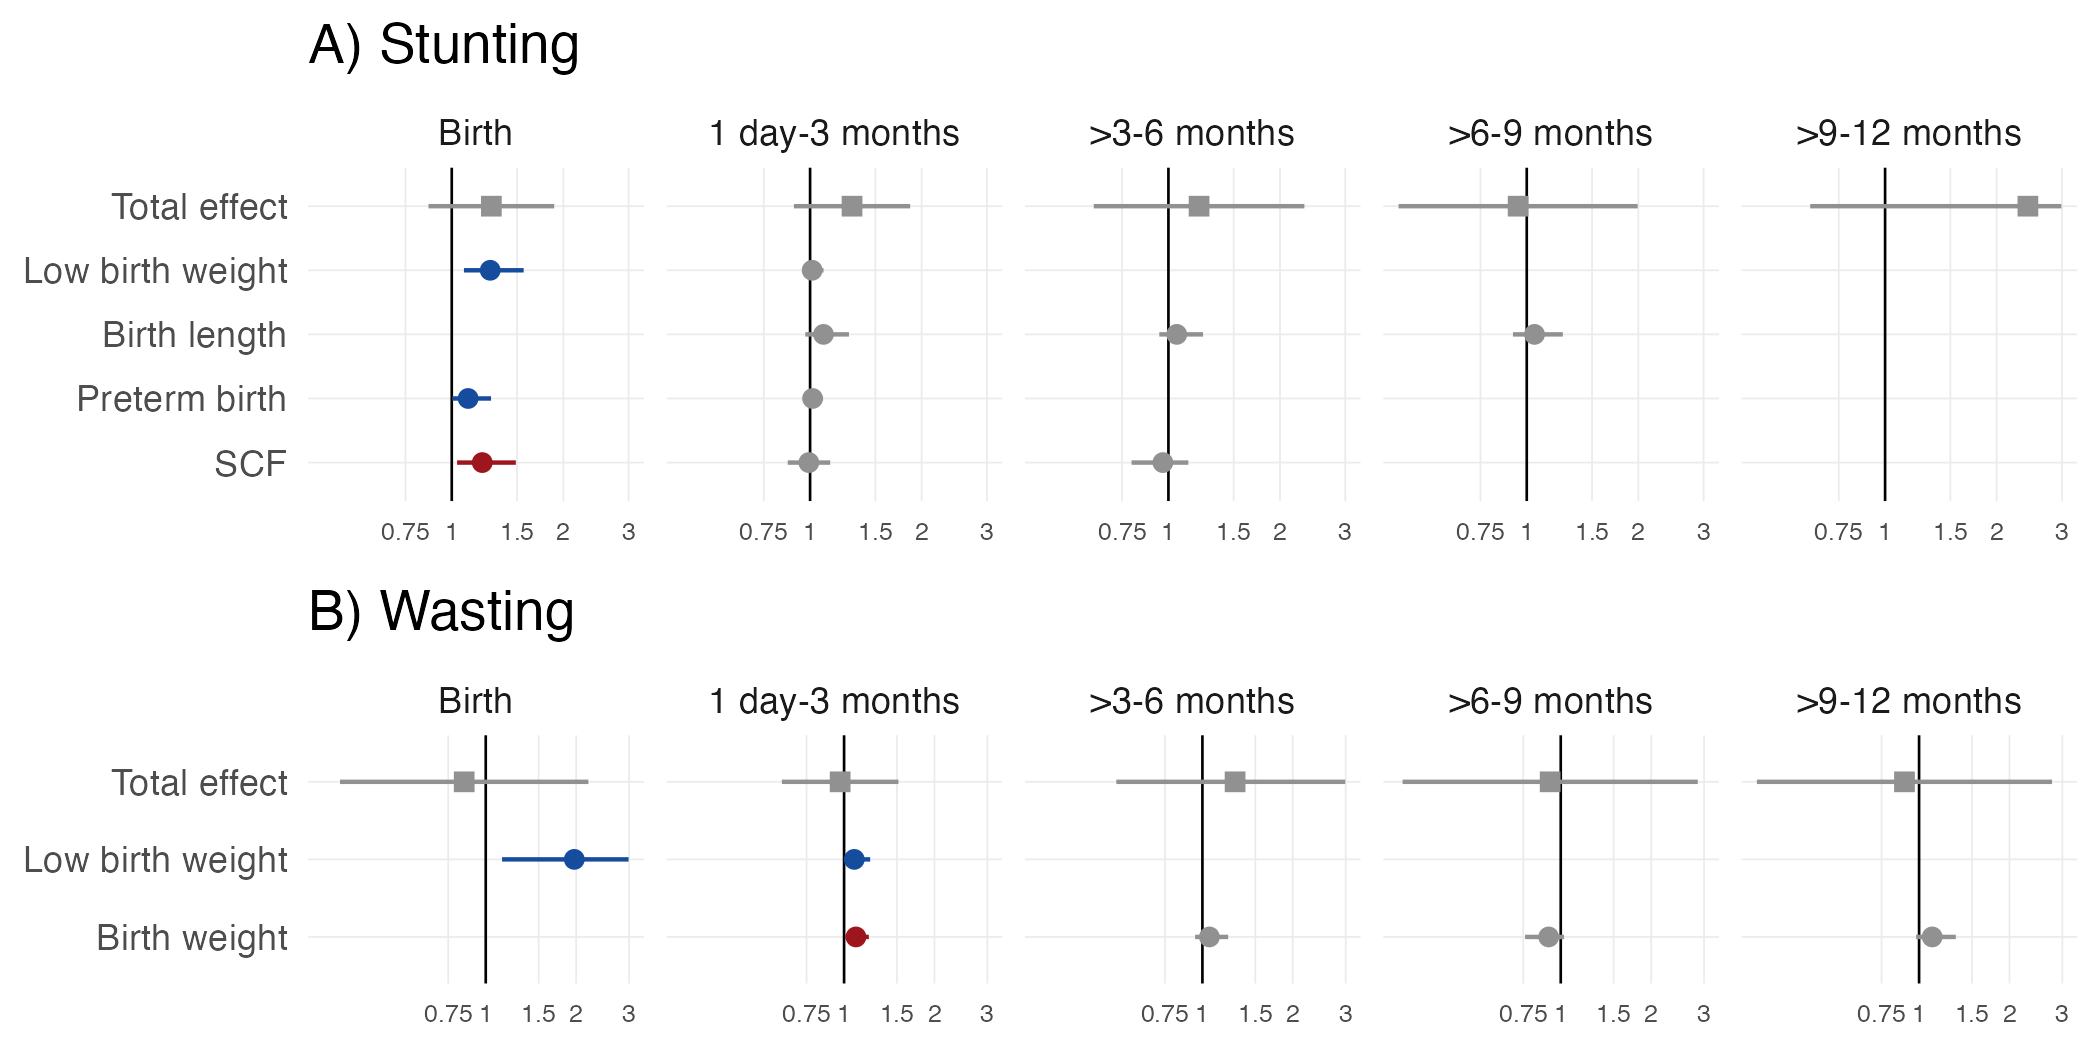 A) Stunting
Birth 1 day-3 months >3-6 months >6-9 months >9-12 months
Total effect
Low birth weight
Birth length
Preterm birth
SCF
0.75 1 1.5 2 3 0.75 1 1.5 2 3 0.75 1 1.5 2 3 0.75 1 1.5 2 3 0.75 1 1.5 2 3
B) Wasting
Birth 1 day-3 months >3-6 months >6-9 months >9-12 months
Total effect
Low birth weight
Birth weight
0.75 1 1.5 2 3 0.75 1 1.5 2 3 0.75 1 1.5 2 3 0.75 1 1.5 2 3 0.75 1 1.5 2 3